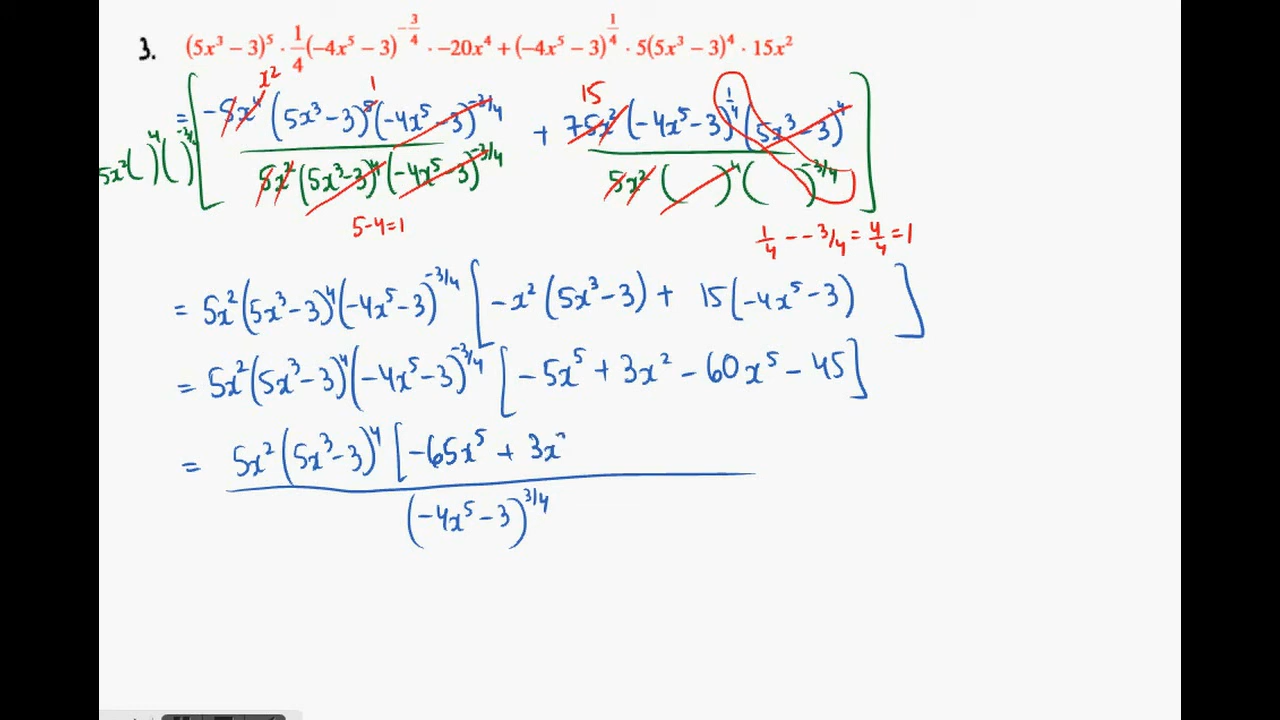 3. (5x³ − 3)⁵ · 1/4(−4x⁵ − 3)^(−3/4) · −20x⁴ + (−4x⁵ − 3)^(1/4) · 5(5x³ − 3)⁴ · 15x²
x² 1 15
= 5x²( )⁴( )^(−3/4) [ −5x⁴(5x³−3)⁵(−4x⁵−3)^(−3/4) + 75x²(−4x⁵−3)^(1/4)(5x³−3)⁴ ]
5x²(5x³−3)⁴(−4x⁵−3)^(−3/4) 5x²( )⁴( )^(−3/4)
5−4=1
1/4 − −3/4 = 4/4 = 1
= 5x²(5x³−3)⁴(−4x⁵−3)^(−3/4) [ −x²(5x³−3) + 15(−4x⁵−3) ]
= 5x²(5x³−3)⁴(−4x⁵−3)^(−3/4) [ −5x⁵ + 3x² − 60x⁵ − 45 ]
= 5x²(5x³−3)⁴ [ −65x⁵ + 3x²
(−4x⁵−3)^(3/4)